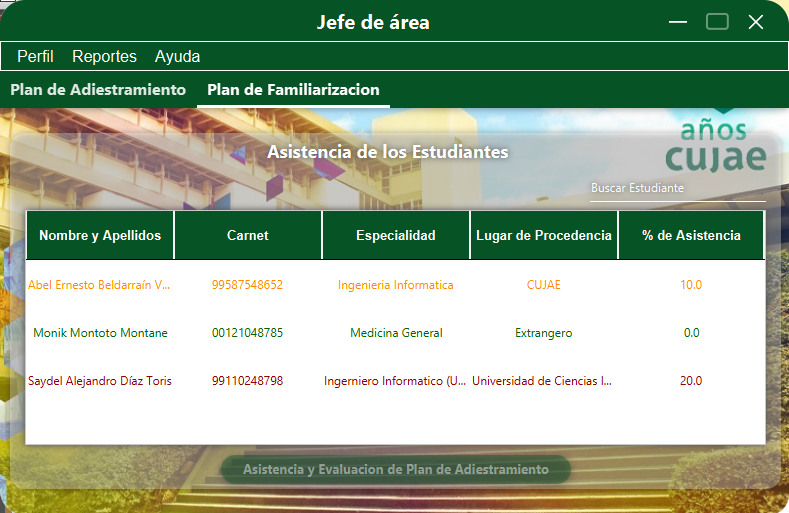 Jefe de área
Perfil Reportes Ayuda
Plan de Adiestramiento Plan de Familiarizacion
años
cujae
Asistencia de los Estudiantes
Buscar Estudiante
Nombre y Apellidos Carnet Especialidad Lugar de Procedencia % de Asistencia
Abel Ernesto Beldarraín V... 99587548652 Ingenieria Informatica CUJAE 10.0
Monik Montoto Montane 00121048785 Medicina General Extrangero 0.0
Saydel Alejandro Díaz Toris 99110248798 Ingerniero Informatico (U... Universidad de Ciencias I... 20.0
Asistencia y Evaluacion de Plan de Adiestramiento